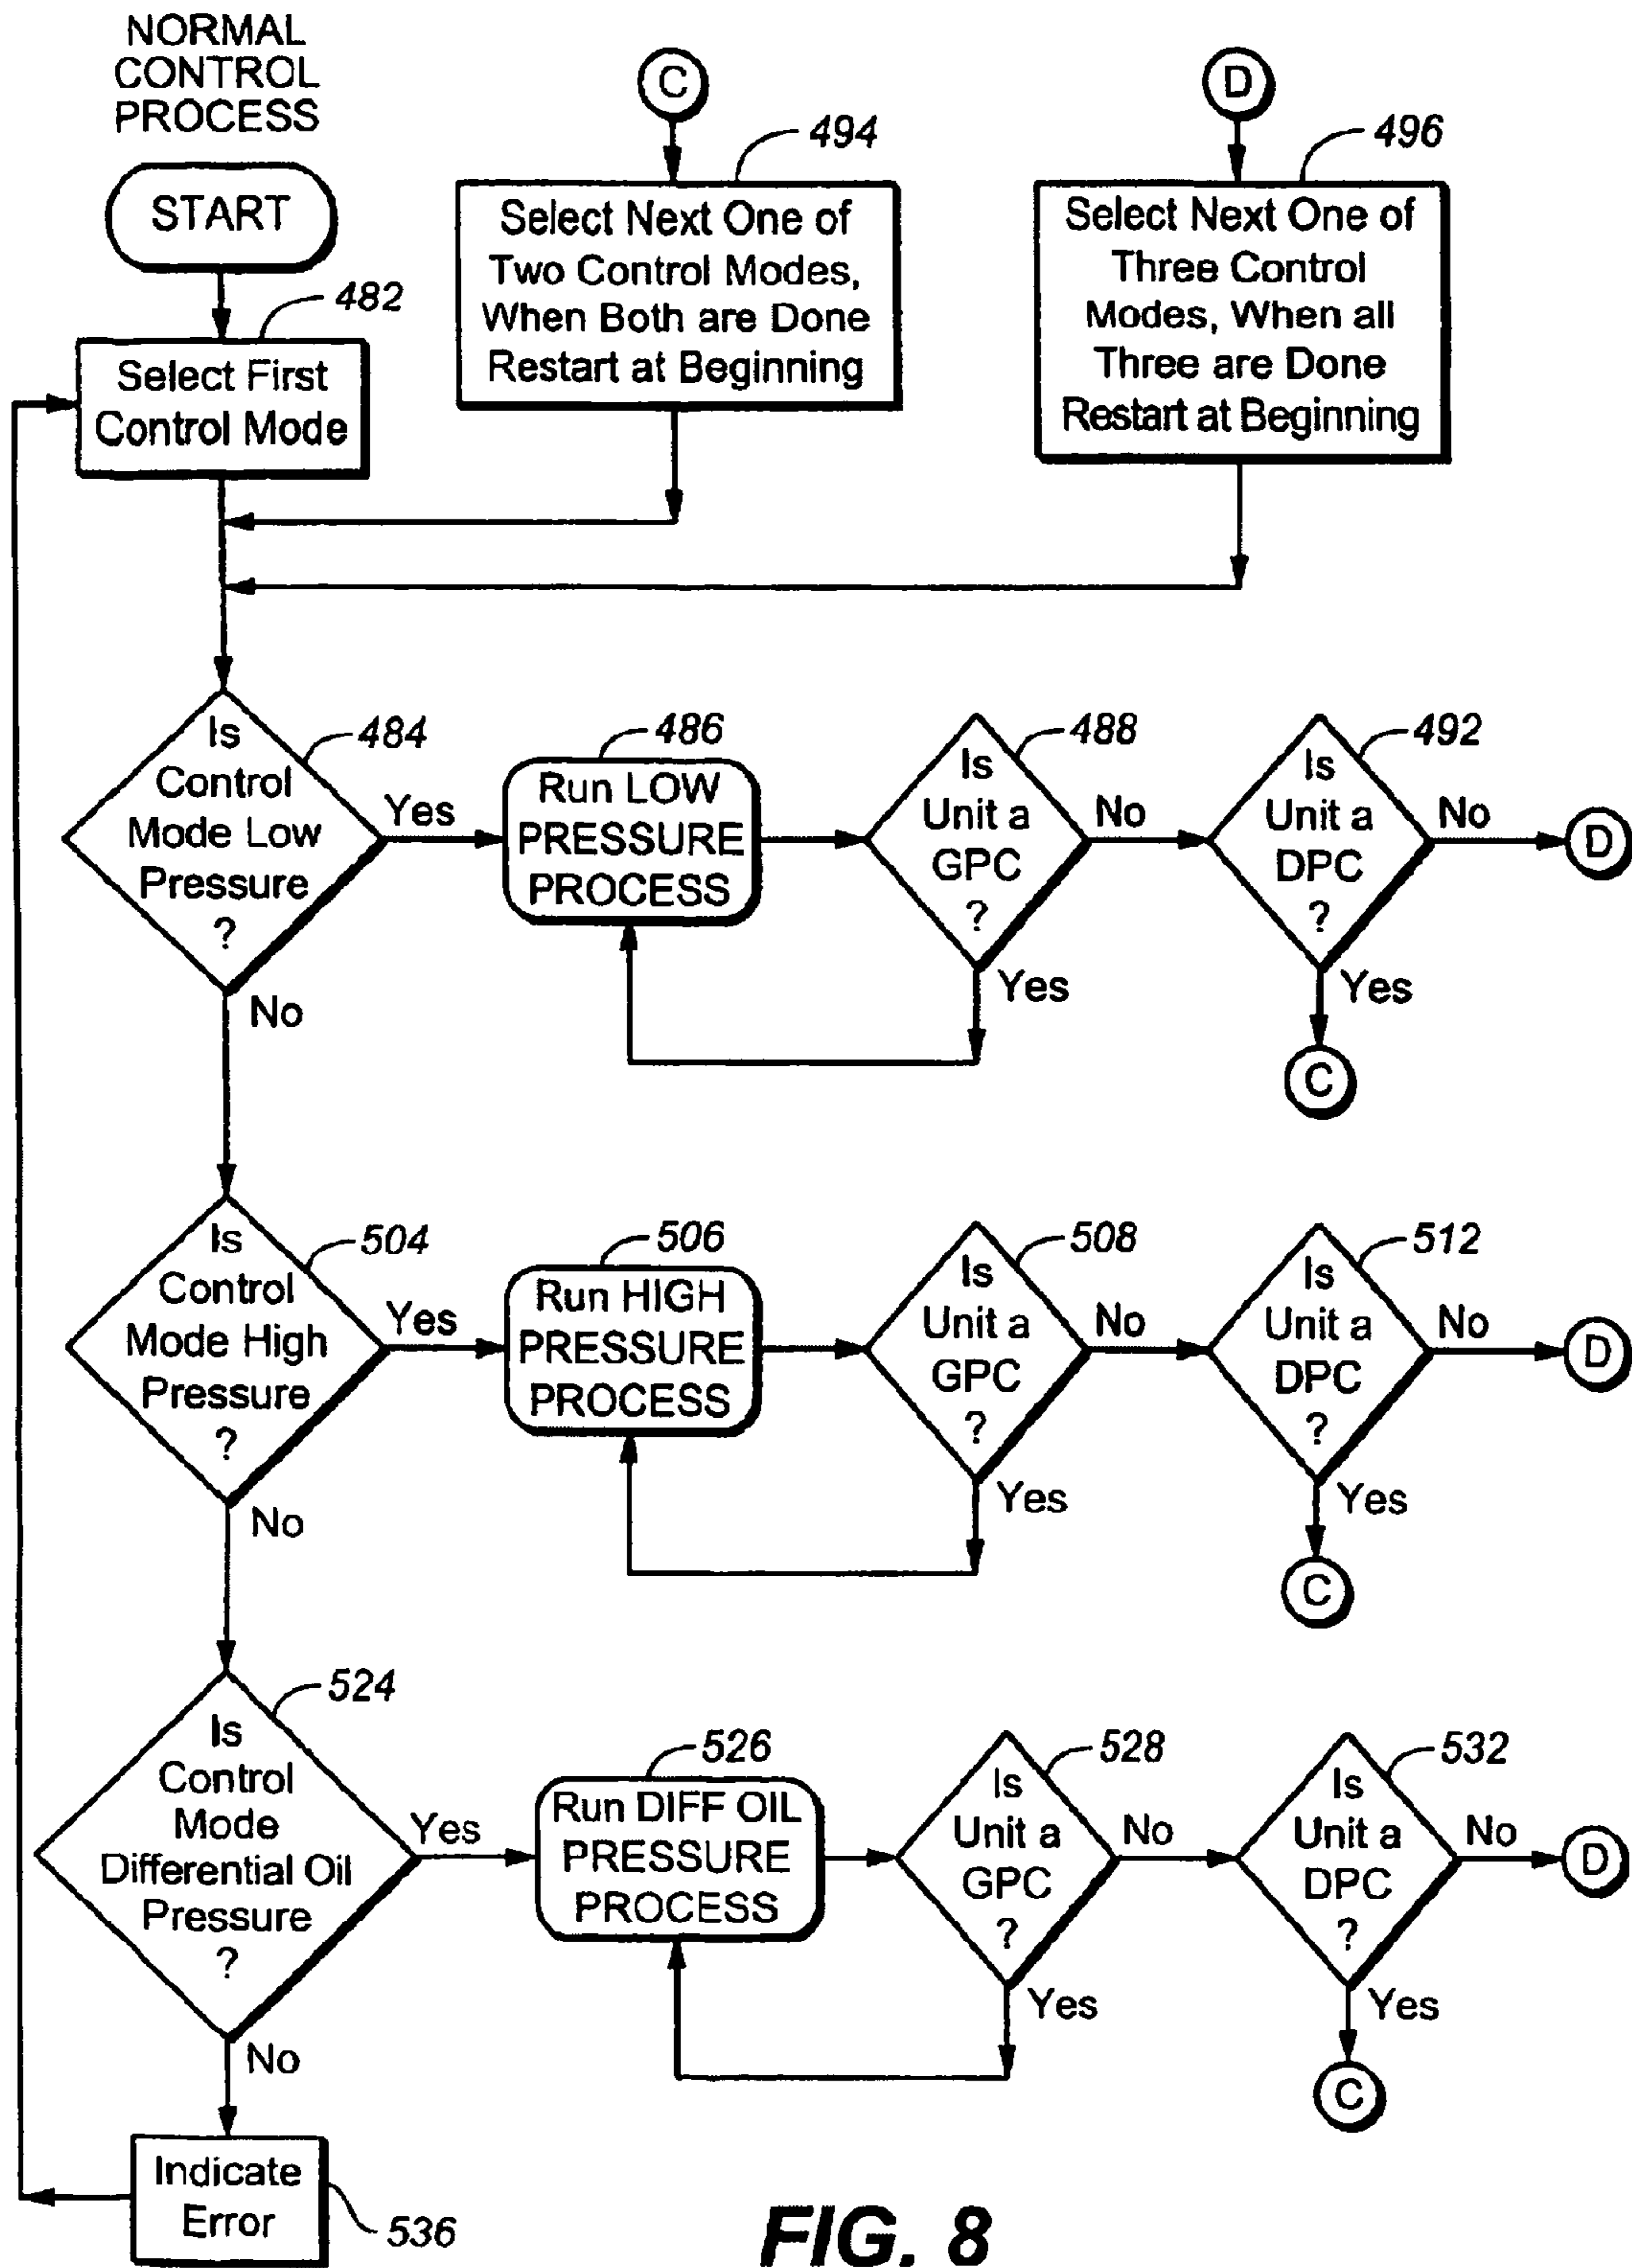 NORMAL
CONTROL
PROCESS
START
482
Select First
Control Mode
C
494
Select Next One of
Two Control Modes,
When Both are Done
Restart at Beginning
D
496
Select Next One of
Three Control
Modes, When all
Three are Done
Restart at Beginning
Is
Control
Mode Low
Pressure
?
484
Yes
No
486
Run LOW
PRESSURE
PROCESS
Is
Unit a
GPC
?
488
No
Yes
Is
Unit a
DPC
?
492
No
D
Yes
C
Is
Control
Mode High
Pressure
?
504
Yes
No
506
Run HIGH
PRESSURE
PROCESS
Is
Unit a
GPC
?
508
No
Yes
Is
Unit a
DPC
?
512
No
D
Yes
C
Is
Control
Mode
Differential Oil
Pressure
?
524
Yes
No
526
Run DIFF OIL
PRESSURE
PROCESS
Is
Unit a
GPC
?
528
No
Yes
Is
Unit a
DPC
?
532
No
D
Yes
C
Indicate
Error
536
FIG. 8